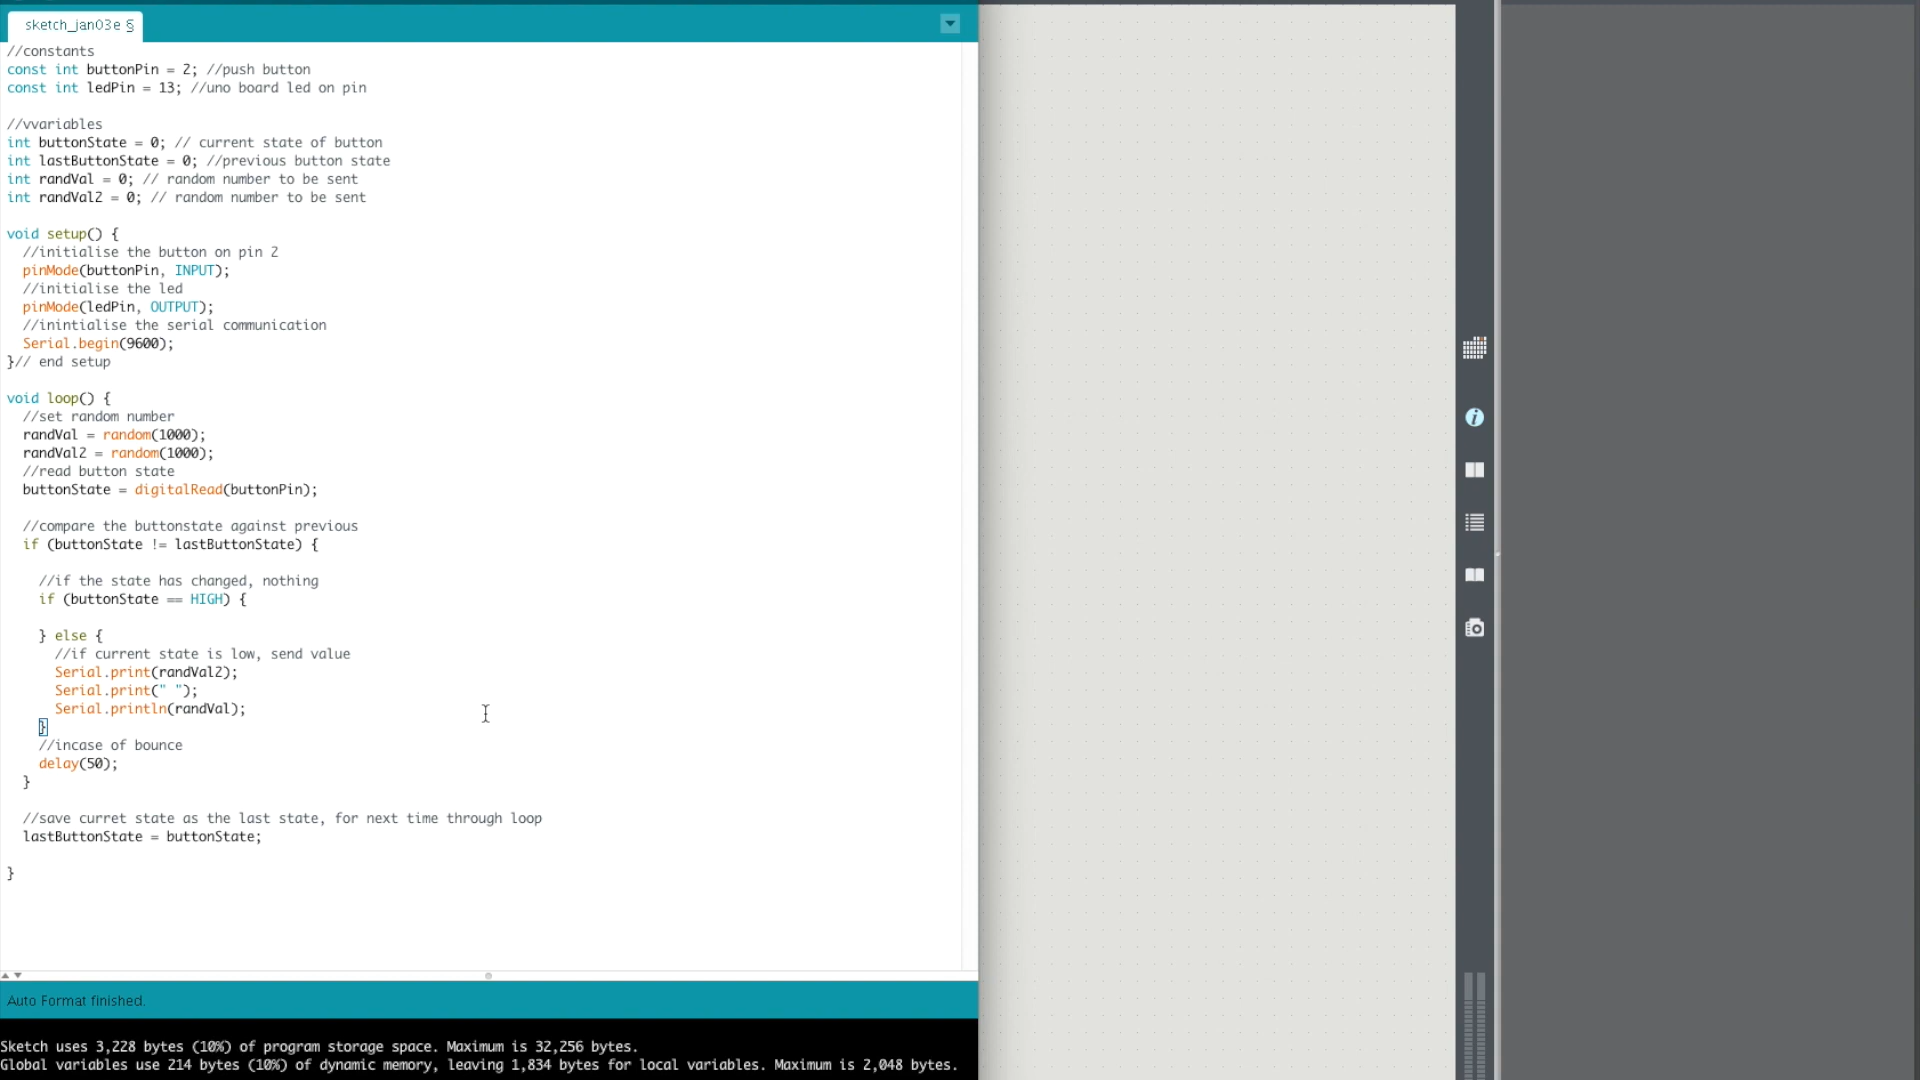 sketch_jan03e §
//constants
const int buttonPin = 2; //push button
const int ledPin = 13; //uno board led on pin
//vvariables
int buttonState = 0; // current state of button
int lastButtonState = 0; //previous button state
int randVal = 0; // random number to be sent
int randVal2 = 0; // random number to be sent
void setup() {
//initialise the button on pin 2
pinMode(buttonPin, INPUT);
//initialise the led
pinMode(ledPin, OUTPUT);
//inintialise the serial communication
Serial.begin(9600);
}// end setup
void loop() {
//set random number
randVal = random(1000);
randVal2 = random(1000);
//read button state
buttonState = digitalRead(buttonPin);
//compare the buttonstate against previous
if (buttonState != lastButtonState) {
//if the state has changed, nothing
if (buttonState == HIGH) {
} else {
//if current state is low, send value
Serial.print(randVal2);
Serial.print(" ");
Serial.println(randVal);
}
//incase of bounce
delay(50);
}
//save curret state as the last state, for next time through loop
lastButtonState = buttonState;
}
Auto Format finished.
Sketch uses 3,228 bytes (10%) of program storage space. Maximum is 32,256 bytes.
Global variables use 214 bytes (10%) of dynamic memory, leaving 1,834 bytes for local variables. Maximum is 2,048 bytes.